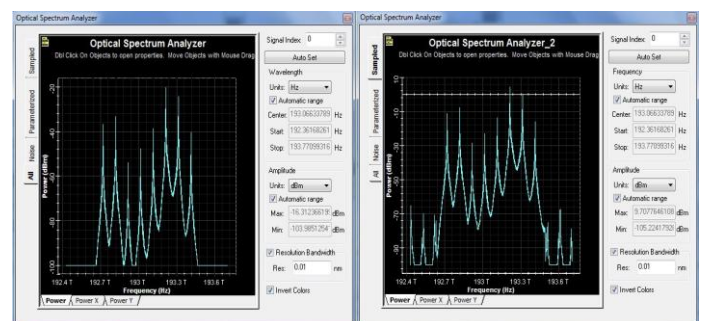 Optical Spectrum Analyzer
Optical Spectrum Analyzer
Dbl Click On Objects to open properties. Move Objects with Mouse Drag
Sampled
Parameterized
Noise
All
Power (dBm)
-20
-40
-60
-80
-100
192.4 T
192.7 T
193 T
193.3 T
193.6 T
Frequency (Hz)
Power
Power X
Power Y
Signal Index: 0
Auto Set
Wavelength
Units: Hz
Automatic range
Center: 193.06633789 Hz
Start: 192.36168261 Hz
Stop: 193.77099316 Hz
Amplitude
Units: dBm
Automatic range
Max: -16.312366193 dBm
Min: -103.9851254 dBm
Resolution Bandwidth
Res: 0.01 nm
Invert Colors
Optical Spectrum Analyzer_2
Optical Spectrum Analyzer_2
Dbl Click On Objects to open properties. Move Objects with Mouse Drag
Sampled
Parameterized
Noise
All
Power (dBm)
10
-10
-30
-50
-70
-90
192.4 T
192.7 T
193 T
193.3 T
193.6 T
Frequency (Hz)
Power
Power X
Power Y
Signal Index: 0
Auto Set
Frequency
Units: Hz
Automatic range
Center: 193.06633789 Hz
Start: 192.36168261 Hz
Stop: 193.77099316 Hz
Amplitude
Units: dBm
Automatic range
Max: 9.7077646108 dBm
Min: -105.22417920 dBm
Resolution Bandwidth
Res: 0.01 nm
Invert Colors